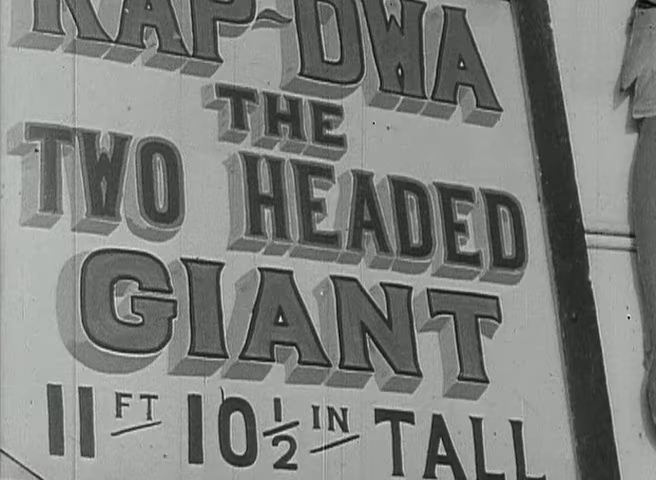 KAP-DWA
THE
TWO HEADED
GIANT
11 FT 10 1/2 IN TALL